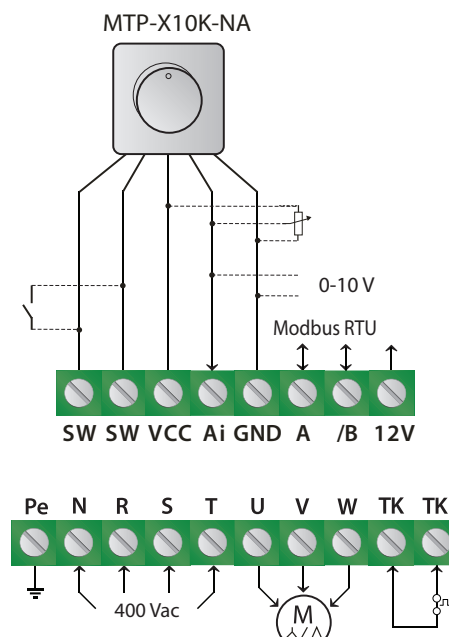 MTP-X10K-NA
0-10 V
Modbus RTU
SW SW VCC Ai GND A /B 12V
Pe N R S T U V W TK TK
400 Vac
M